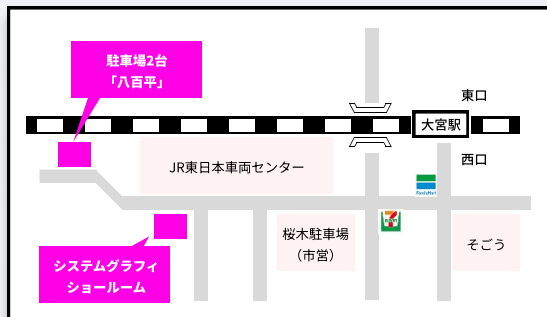 駐車場2台
「八百平」
東口
大宮駅
西口
JR東日本車両センター
FamilyMart
桜木駐車場
（市営）
そごう
システムグラフィ
ショールーム